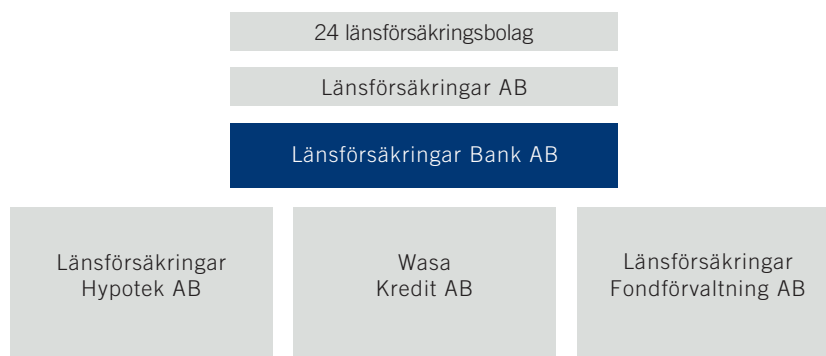 24 länsförsäkringsbolag
Länsförsäkringar AB
Länsförsäkringar Bank AB
Länsförsäkringar
Hypotek AB
Wasa
Kredit AB
Länsförsäkringar
Fondförvaltning AB